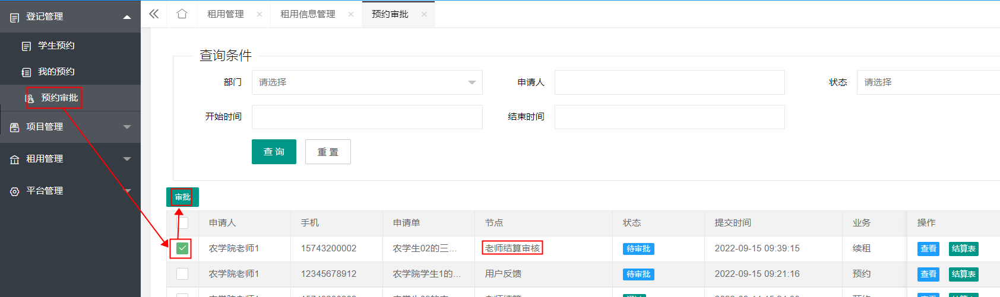 登记管理
学生预约
我的预约
预约审批
项目管理
租用管理
平台管理
租用管理
租用信息管理
预约审批
查询条件
部门 请选择 申请人 状态 请选择
开始时间 结束时间
查询 重置
审批
申请人 手机 申请单 节点 状态 提交时间 业务 操作
农学院老师1 15743200002 农学生02的三... 老师结算审核 待审批 2022-09-15 09:39:15 续租 查看 结算表
农学院老师1 12345678912 农学院学生1的... 用户反馈 待审批 2022-09-15 09:21:16 预约 查看 结算表